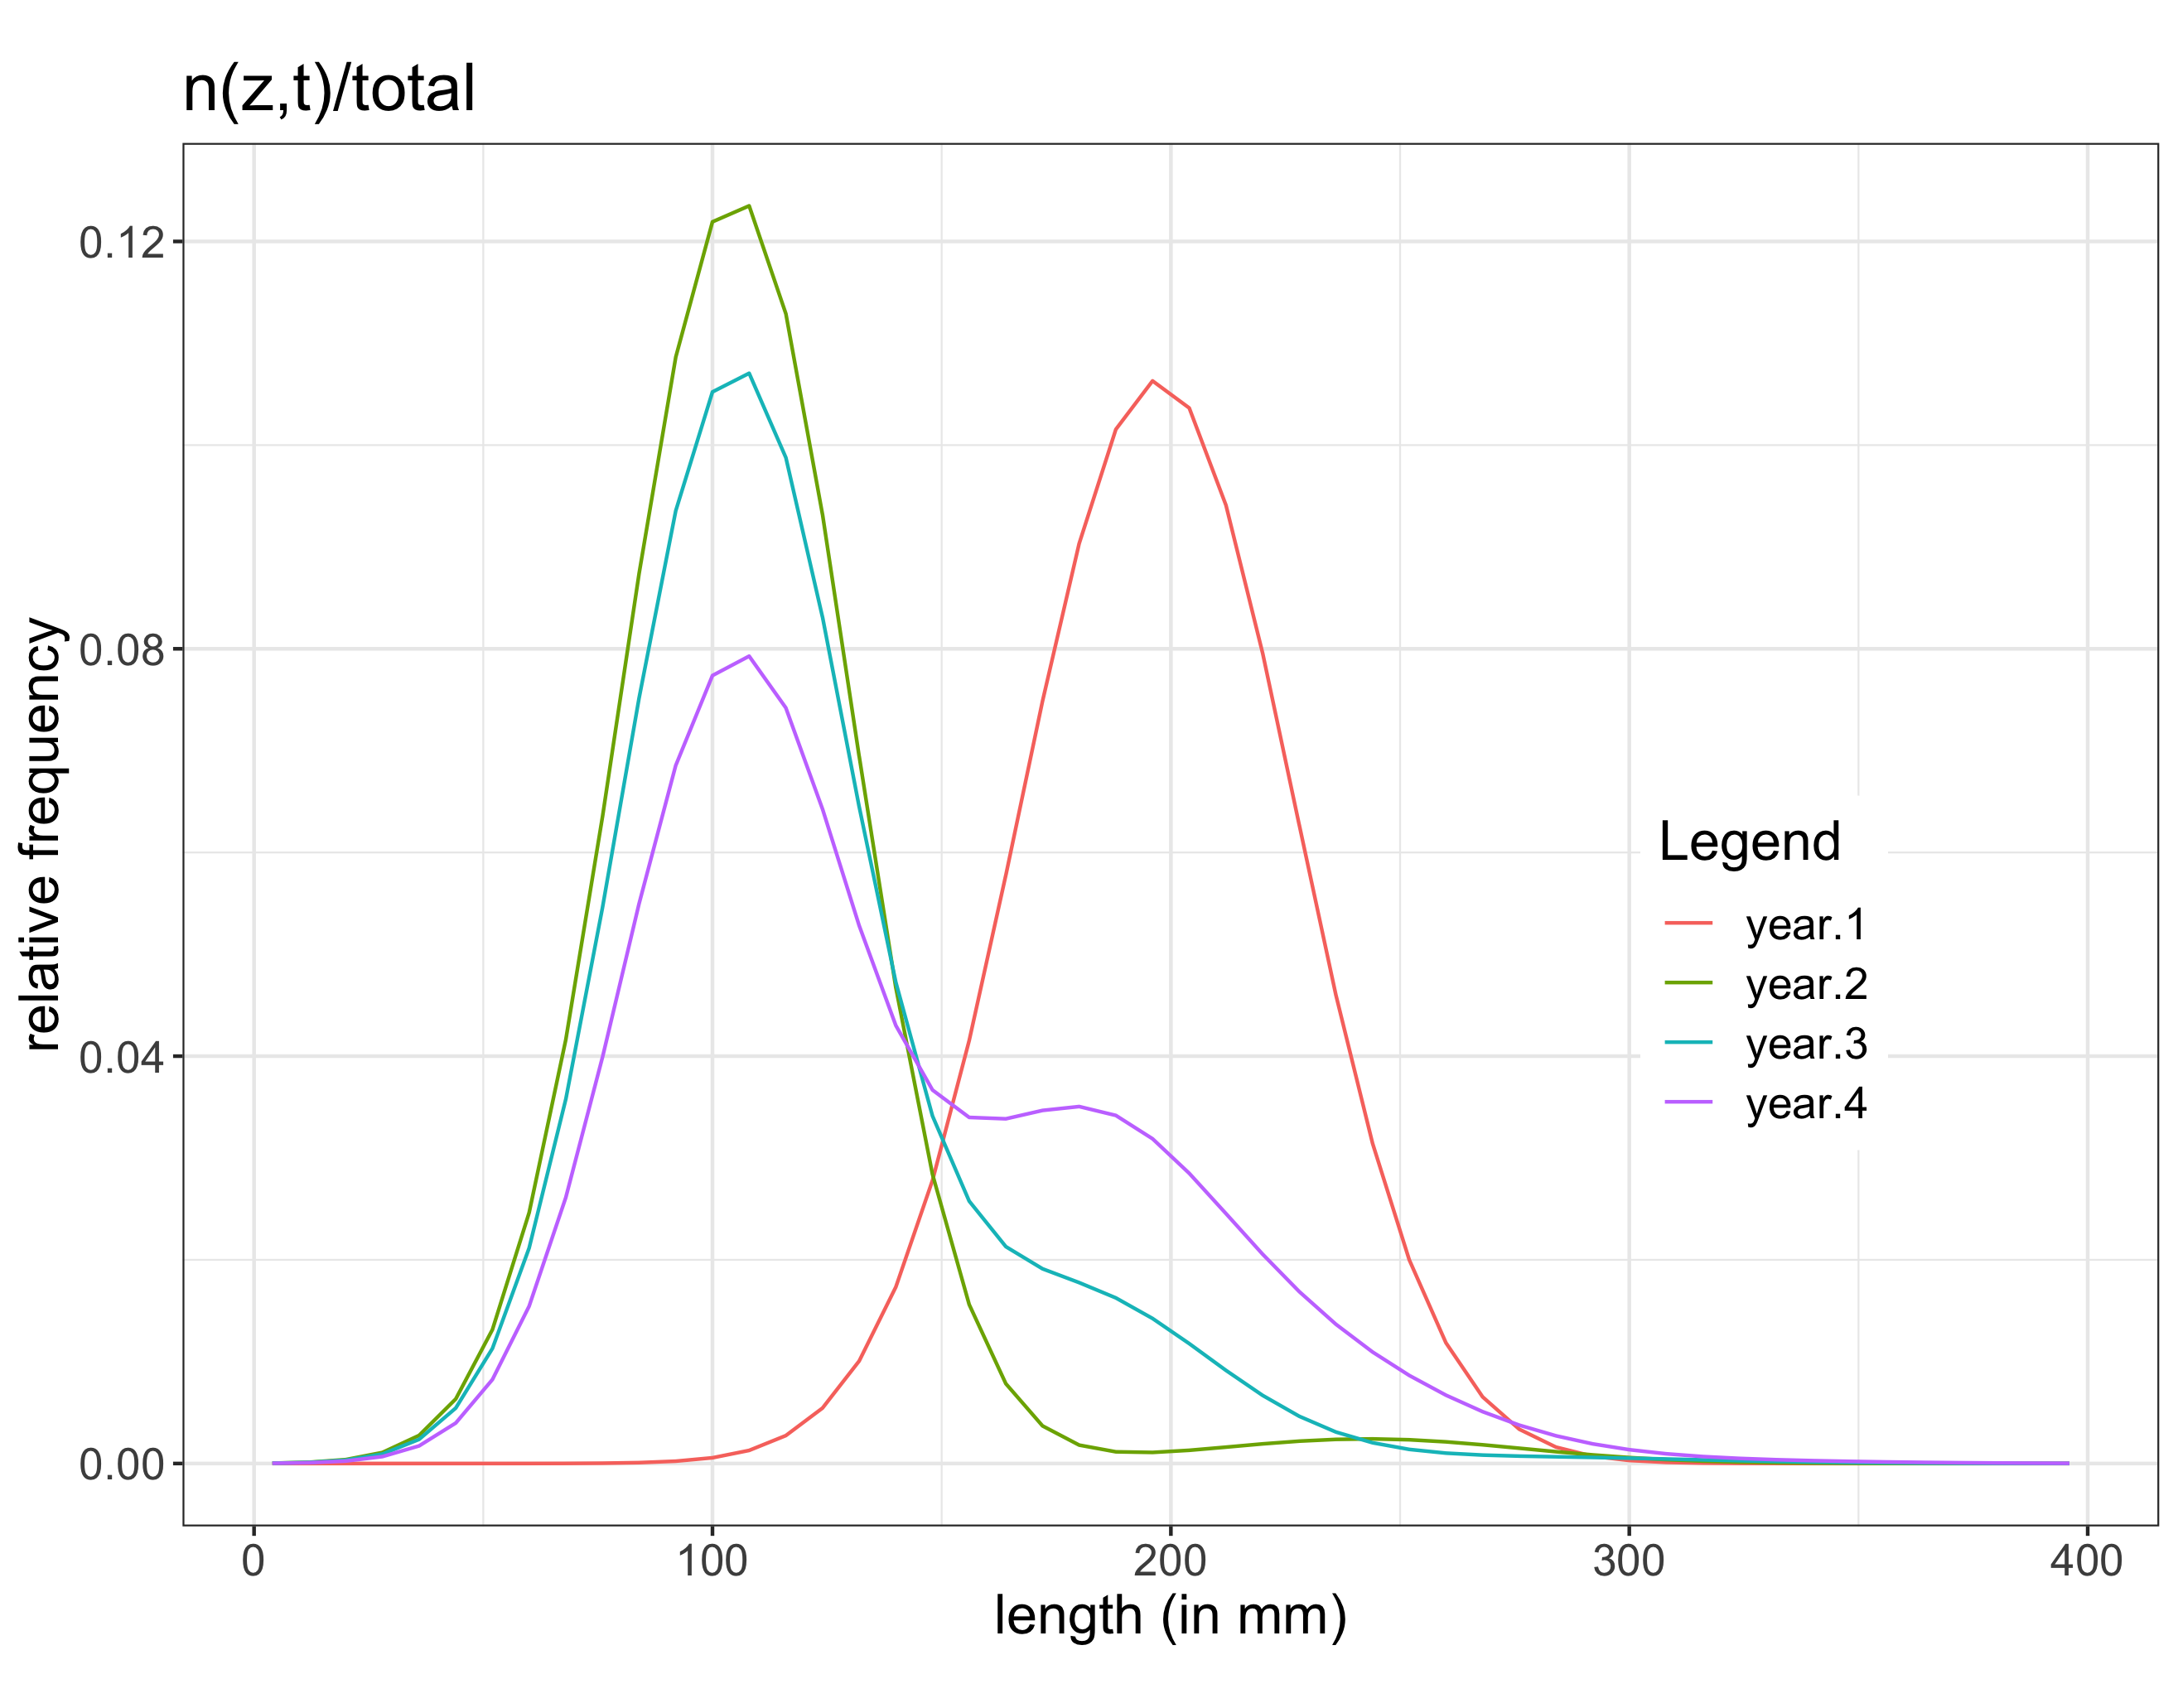 n(z,t)/total
relative frequency
0.12
0.08
0.04
0.00
Legend
year.1
year.2
year.3
year.4
0 100 200 300 400
length (in mm)